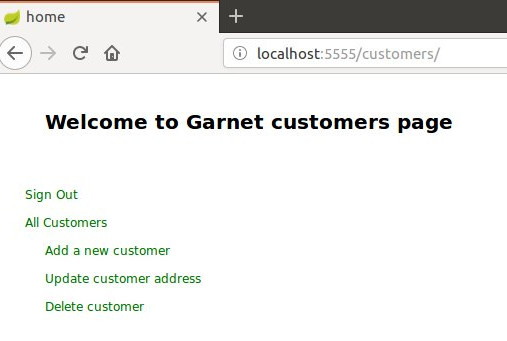 home
localhost:5555/customers/
Welcome to Garnet customers page
Sign Out
All Customers
Add a new customer
Update customer address
Delete customer